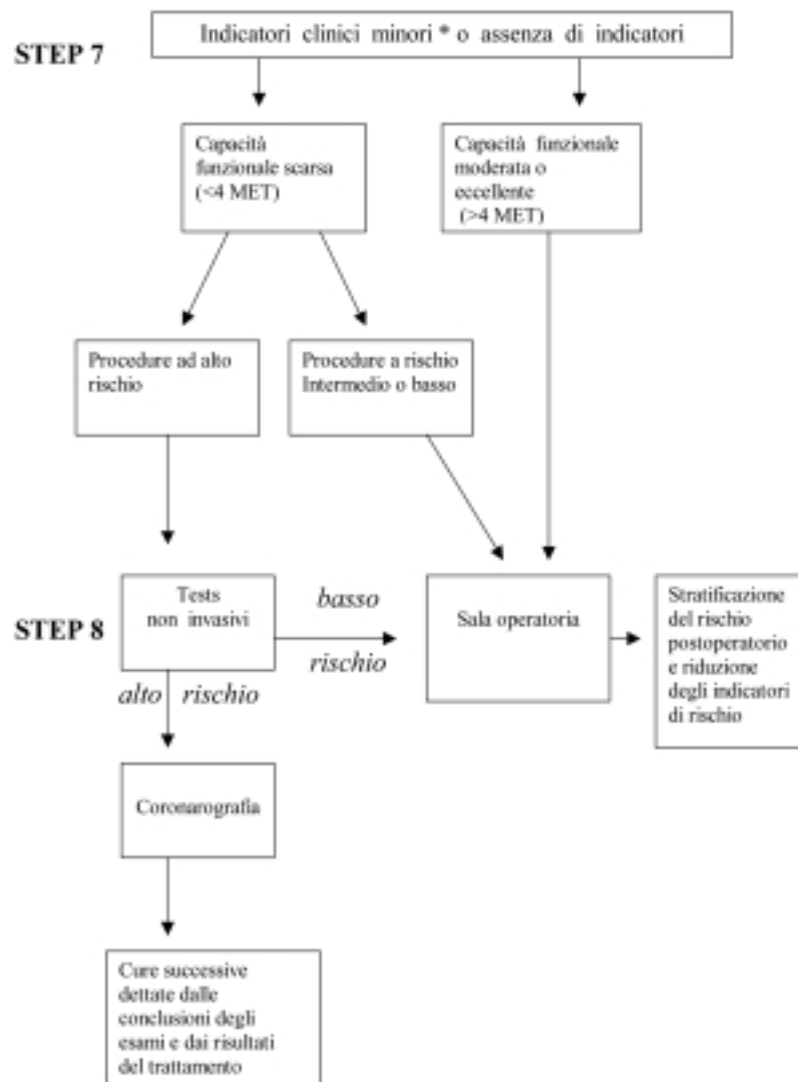 Indicatori clinici minori * o assenza di indicatori
STEP 7
Capacità
funzionale scarsa
(<4 MET)
Capacità funzionale
moderata o
eccellente
(>4 MET)
Procedure ad alto
rischio
Procedure a rischio
Intermedio o basso
STEP 8
Tests
non invasivi
basso
rischio
Sala operatoria
Stratificazione
del rischio
postoperatorio
e riduzione
degli indicatori
di rischio
alto rischio
Coronarografia
Cure successive
dettate dalle
conclusioni degli
esami e dai risultati
del trattamento